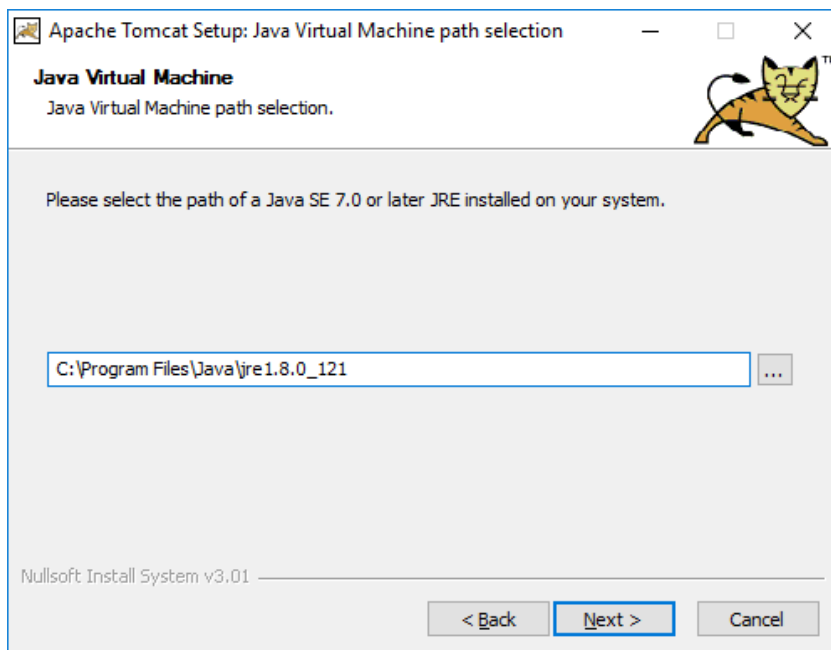 Apache Tomcat Setup: Java Virtual Machine path selection
Java Virtual Machine
Java Virtual Machine path selection.
TM
Please select the path of a Java SE 7.0 or later JRE installed on your system.
C:\Program Files\Java\jre1.8.0_121
...
Nullsoft Install System v3.01
< Back
Next >
Cancel